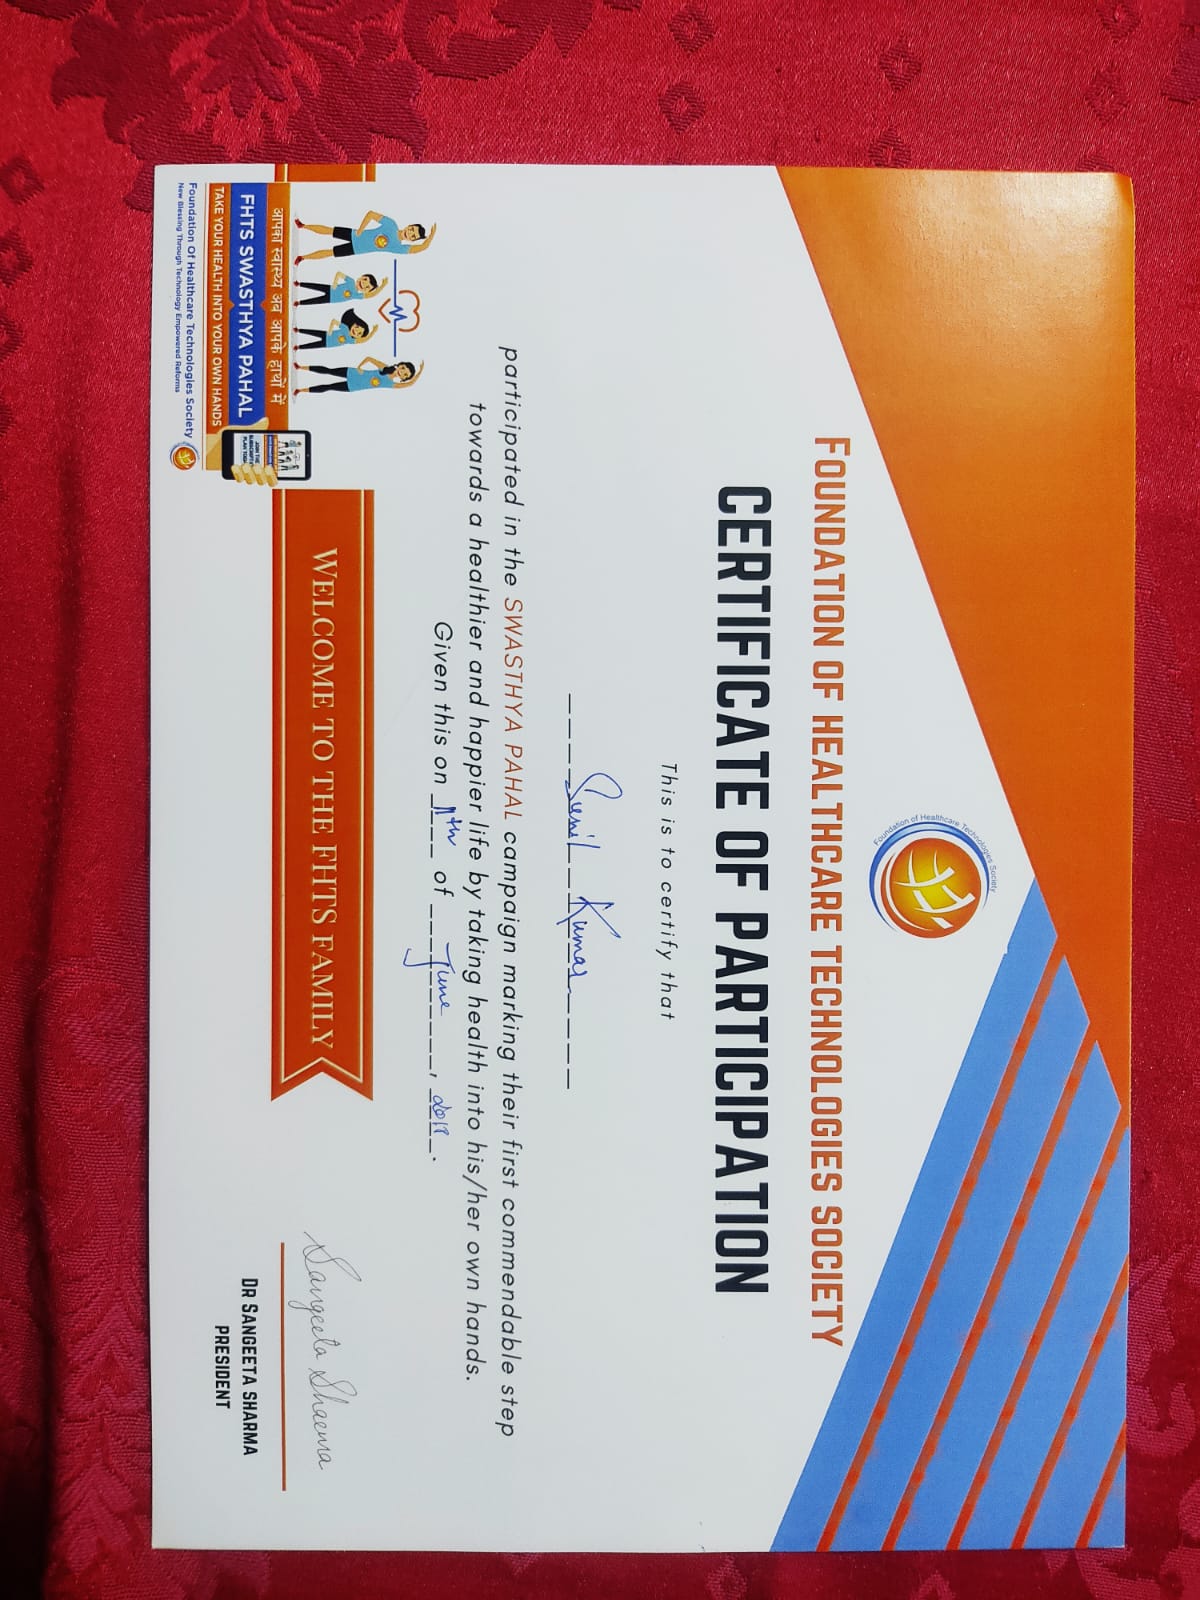 Foundation of Healthcare Technologies Society
FOUNDATION OF HEALTHCARE TECHNOLOGIES SOCIETY
CERTIFICATE OF PARTICIPATION
This is to certify that
Sunil Kumar
participated in the SWASTHYA PAHAL campaign marking their first commendable step
towards a healthier and happier life by taking health into his/her own hands.
Given this on 11th of June,
WELCOME TO THE FHTS FAMILY
आपका स्वास्थ्य अब आपके हाथों में
FHTS SWASTHYA PAHAL
TAKE YOUR HEALTH INTO YOUR OWN HANDS
Foundation Of Healthcare Technologies Society
New Blessing Through Technology Empowered Reforms
Sangeeta Sharma
DR SANGEETA SHARMA
PRESIDENT